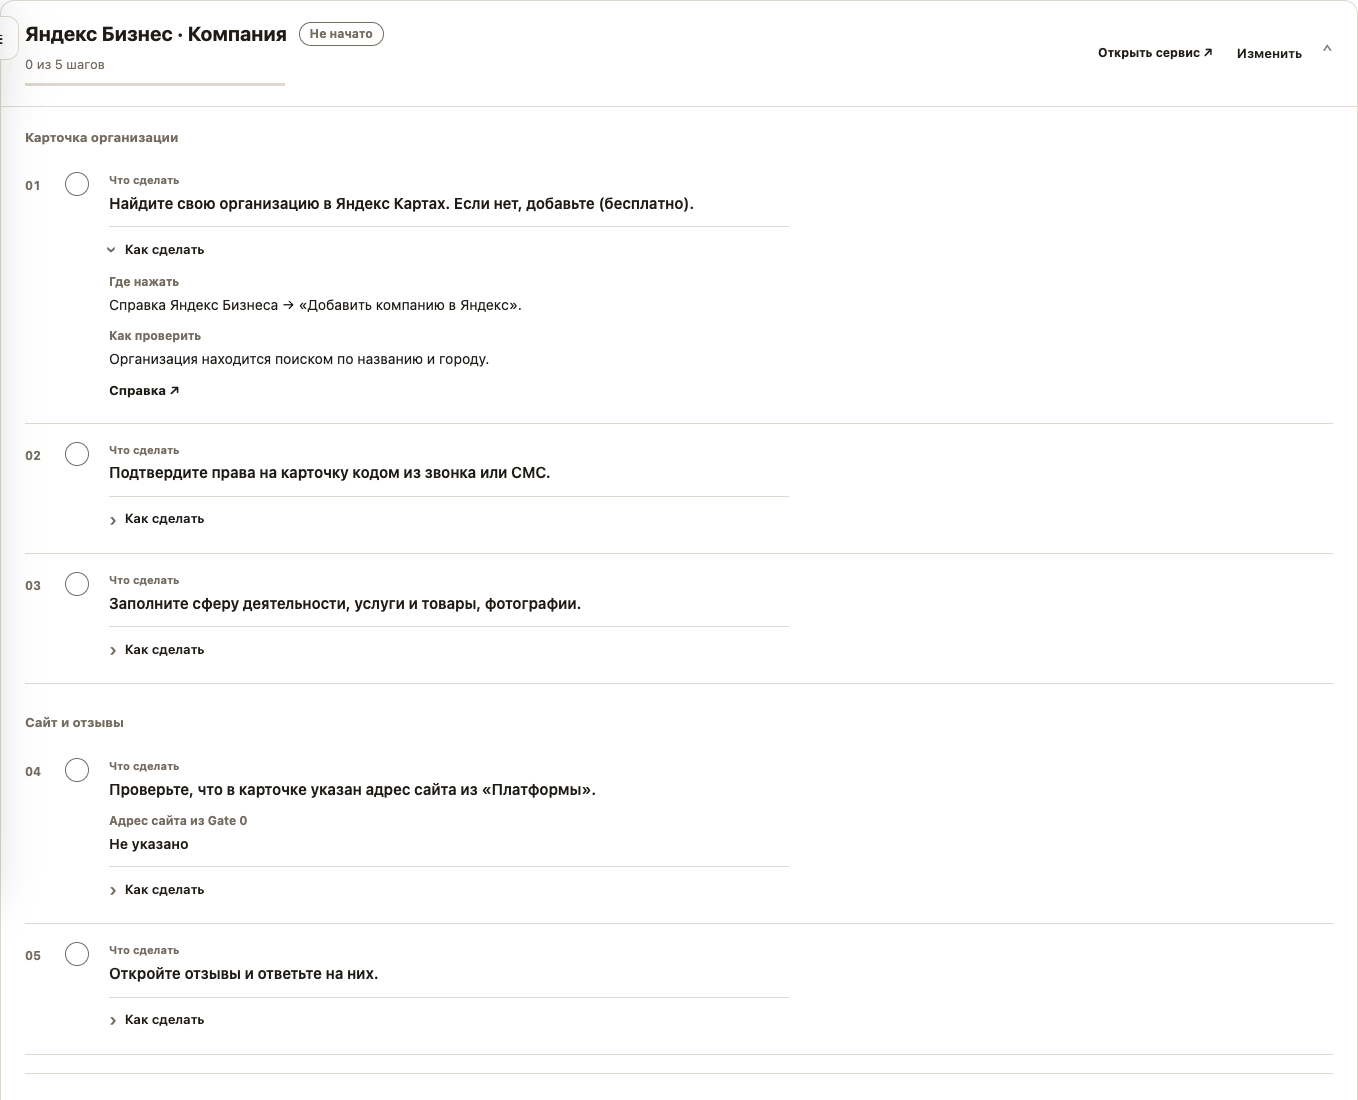 Яндекс Бизнес · Компания
Не начато
0 из 5 шагов
Открыть сервис ↗
Изменить
Карточка организации
01
Что сделать
Найдите свою организацию в Яндекс Картах. Если нет, добавьте (бесплатно).
Как сделать
Где нажать
Справка Яндекс Бизнеса → «Добавить компанию в Яндекс».
Как проверить
Организация находится поиском по названию и городу.
Справка ↗
02
Что сделать
Подтвердите права на карточку кодом из звонка или СМС.
Как сделать
03
Что сделать
Заполните сферу деятельности, услуги и товары, фотографии.
Как сделать
Сайт и отзывы
04
Что сделать
Проверьте, что в карточке указан адрес сайта из «Платформы».
Адрес сайта из Gate 0
Не указано
Как сделать
05
Что сделать
Откройте отзывы и ответьте на них.
Как сделать